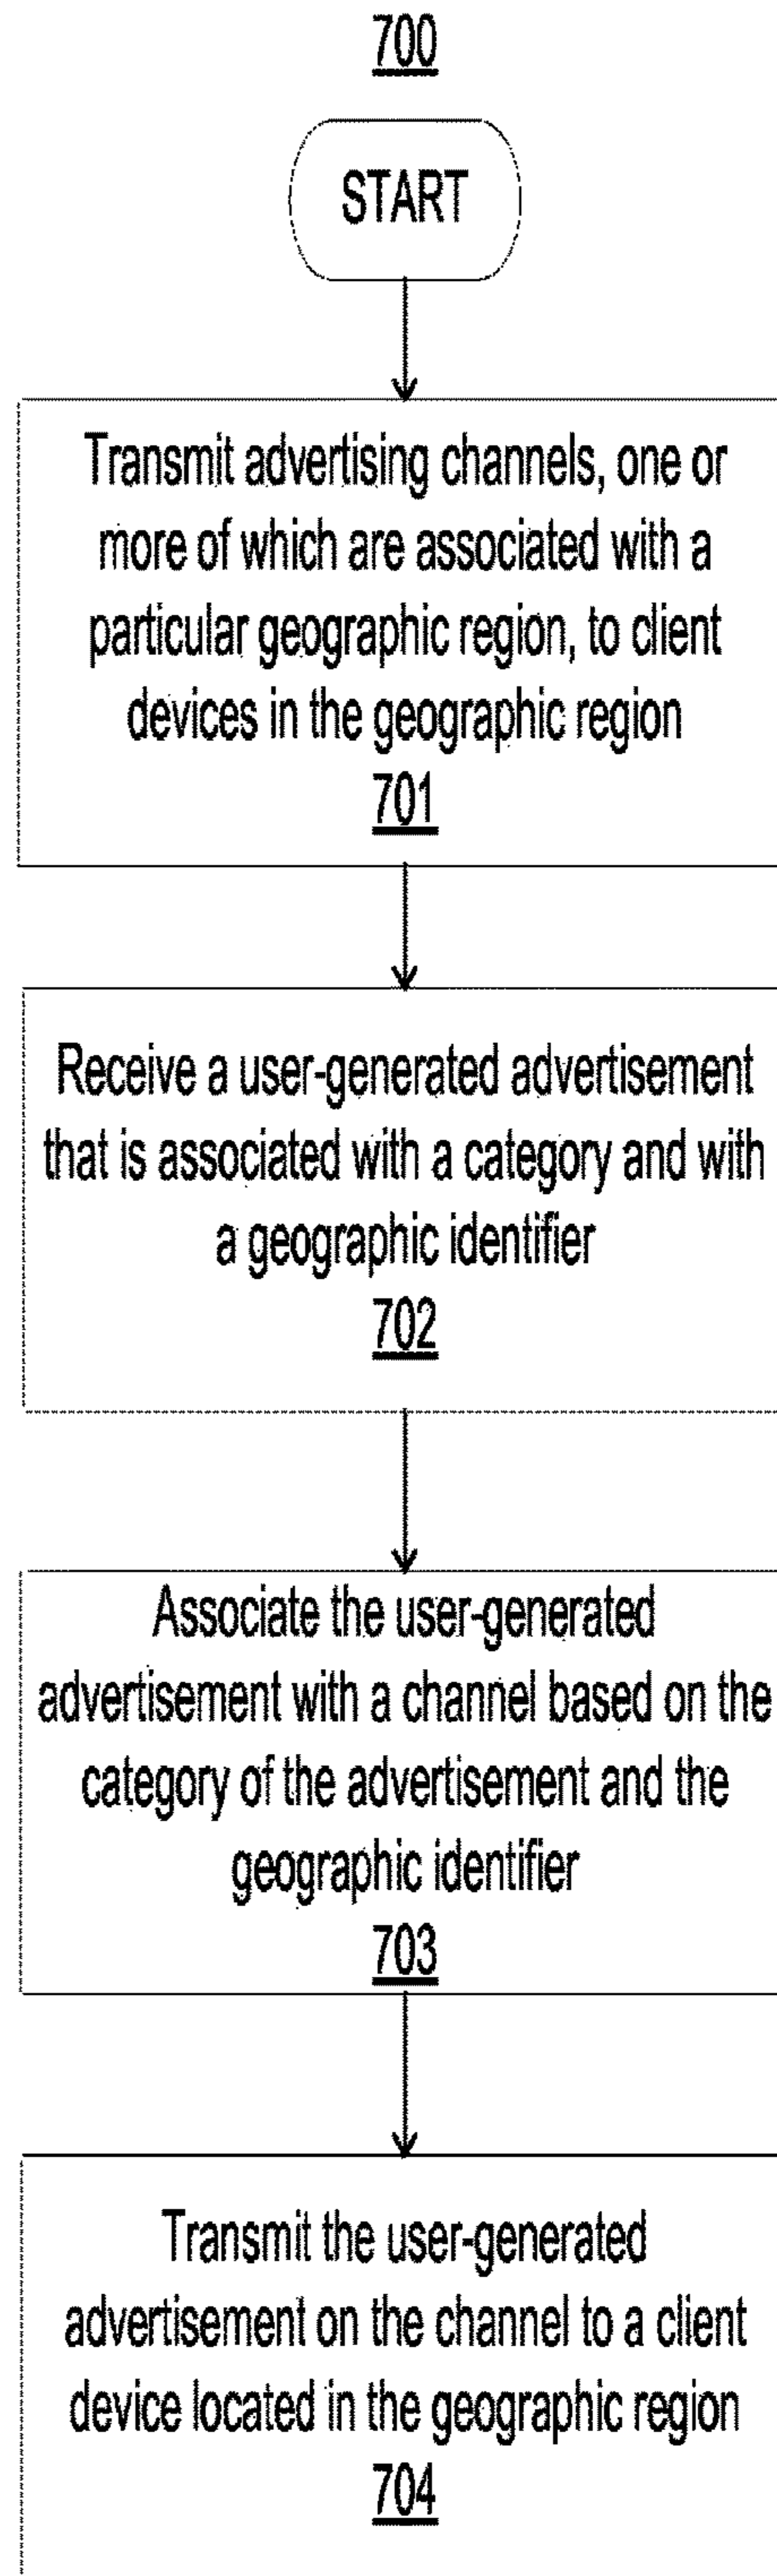 700
START
Transmit advertising channels, one or
more of which are associated with a
particular geographic region, to client
devices in the geographic region
701
Receive a user-generated advertisement
that is associated with a category and with
a geographic identifier
702
Associate the user-generated
advertisement with a channel based on the
category of the advertisement and the
geographic identifier
703
Transmit the user-generated
advertisement on the channel to a client
device located in the geographic region
704